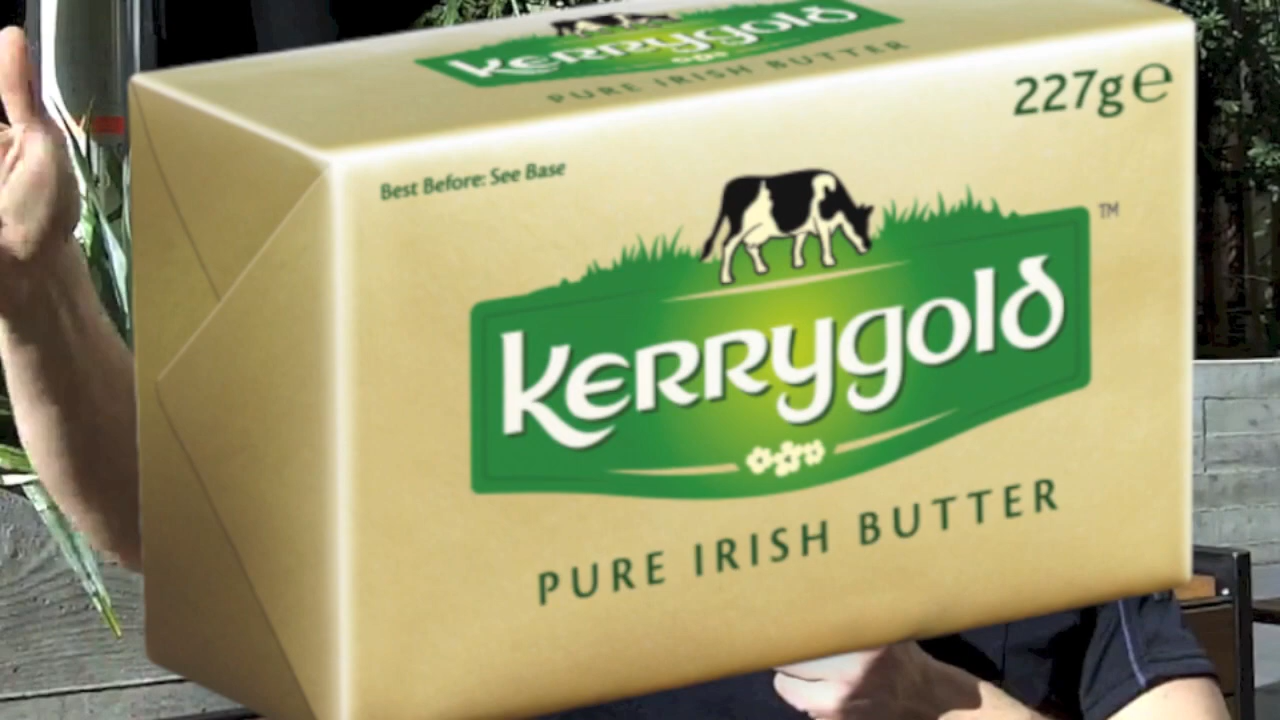 Kerrygold
PURE IRISH BUTTER
227g e
Best Before: See Base
TM
Kerrygold
PURE IRISH BUTTER